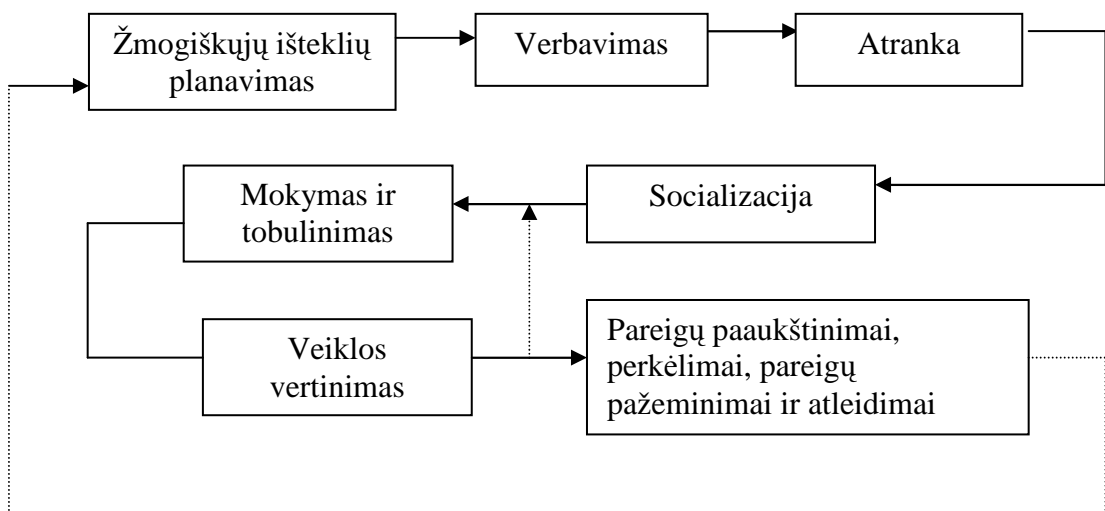 Žmogiškųjų išteklių
planavimas
Verbavimas
Atranka
Mokymas ir
tobulinimas
Socializacija
Veiklos
vertinimas
Pareigų paaukštinimai,
perkėlimai, pareigų
pažeminimai ir atleidimai